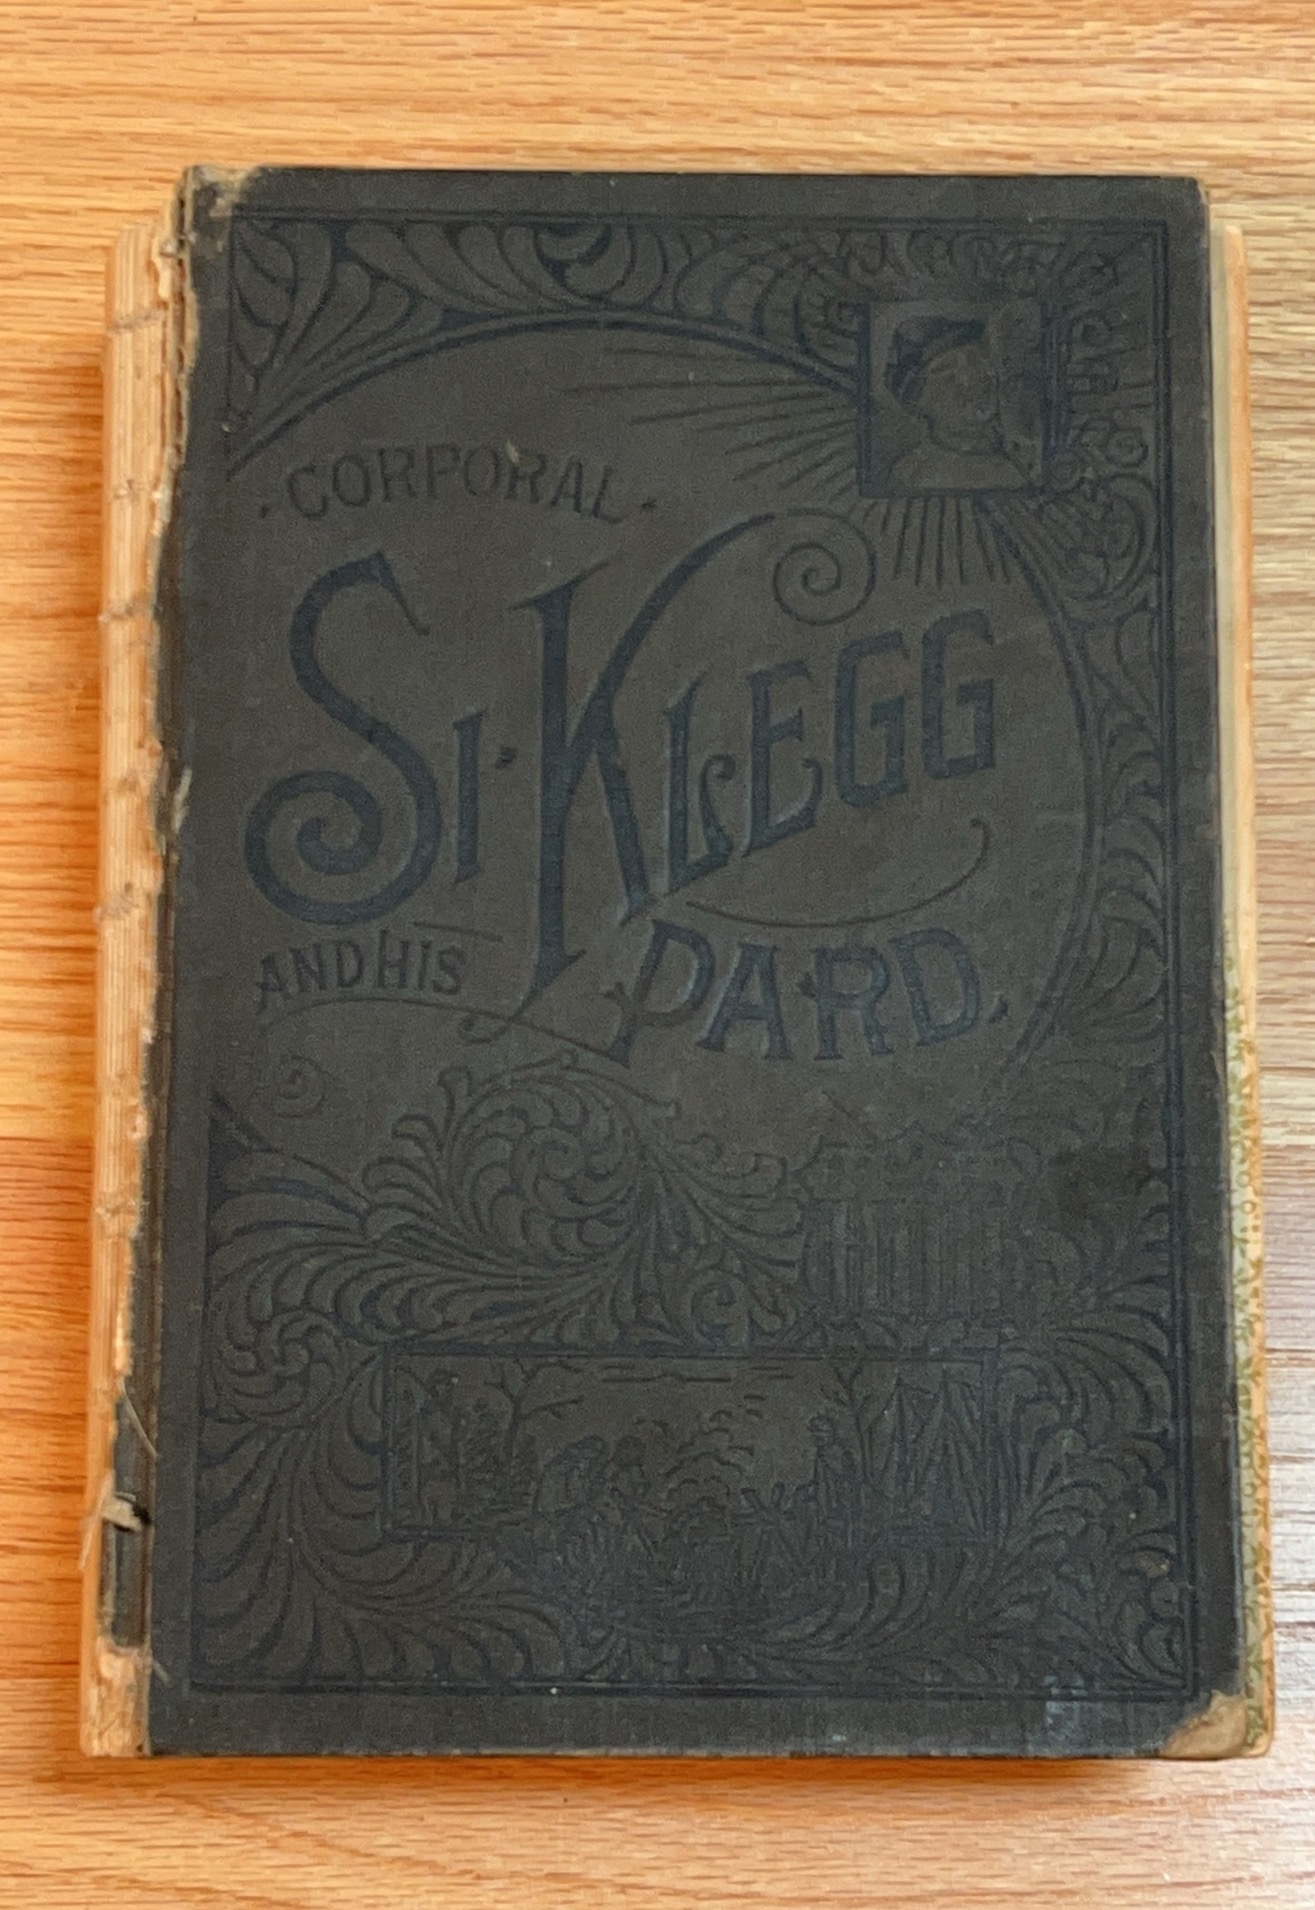 CORPORAL
SI KLEGG
AND HIS
PARD.